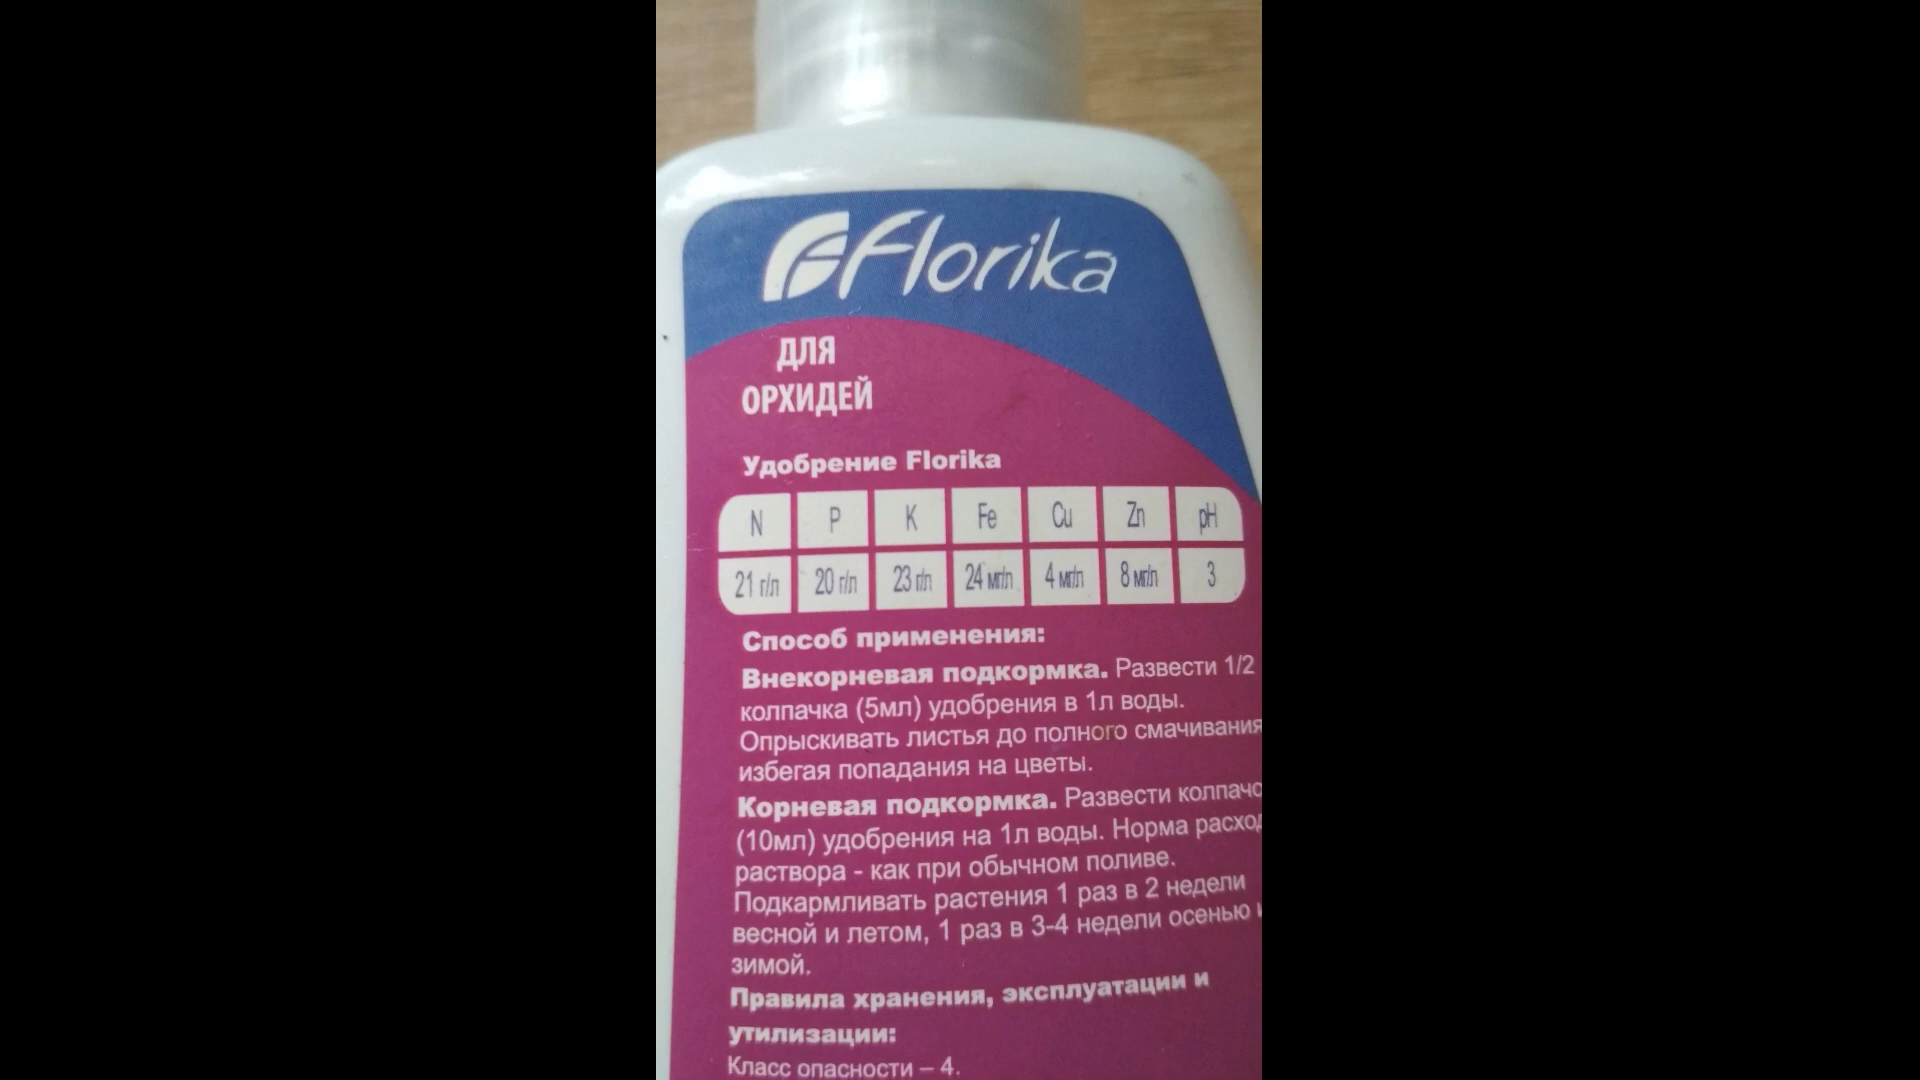 Florika
ДЛЯ
ОРХИДЕЙ
Удобрение Florika
N P K Fe Cu Zn pH
21 г/л 20 г/л 23 г/л 24 мг/л 4 мг/л 8 мг/л 3
Способ применения:
Внекорневая подкормка. Развести 1/2
колпачка (5мл) удобрения в 1л воды.
Опрыскивать листья до полного смачивания
избегая попадания на цветы.
Корневая подкормка. Развести колпачо
(10мл) удобрения на 1л воды. Норма расход
раствора - как при обычном поливе.
Подкармливать растения 1 раз в 2 недели
весной и летом, 1 раз в 3-4 недели осенью и
зимой.
Правила хранения, эксплуатации и
утилизации:
Класс опасности – 4.